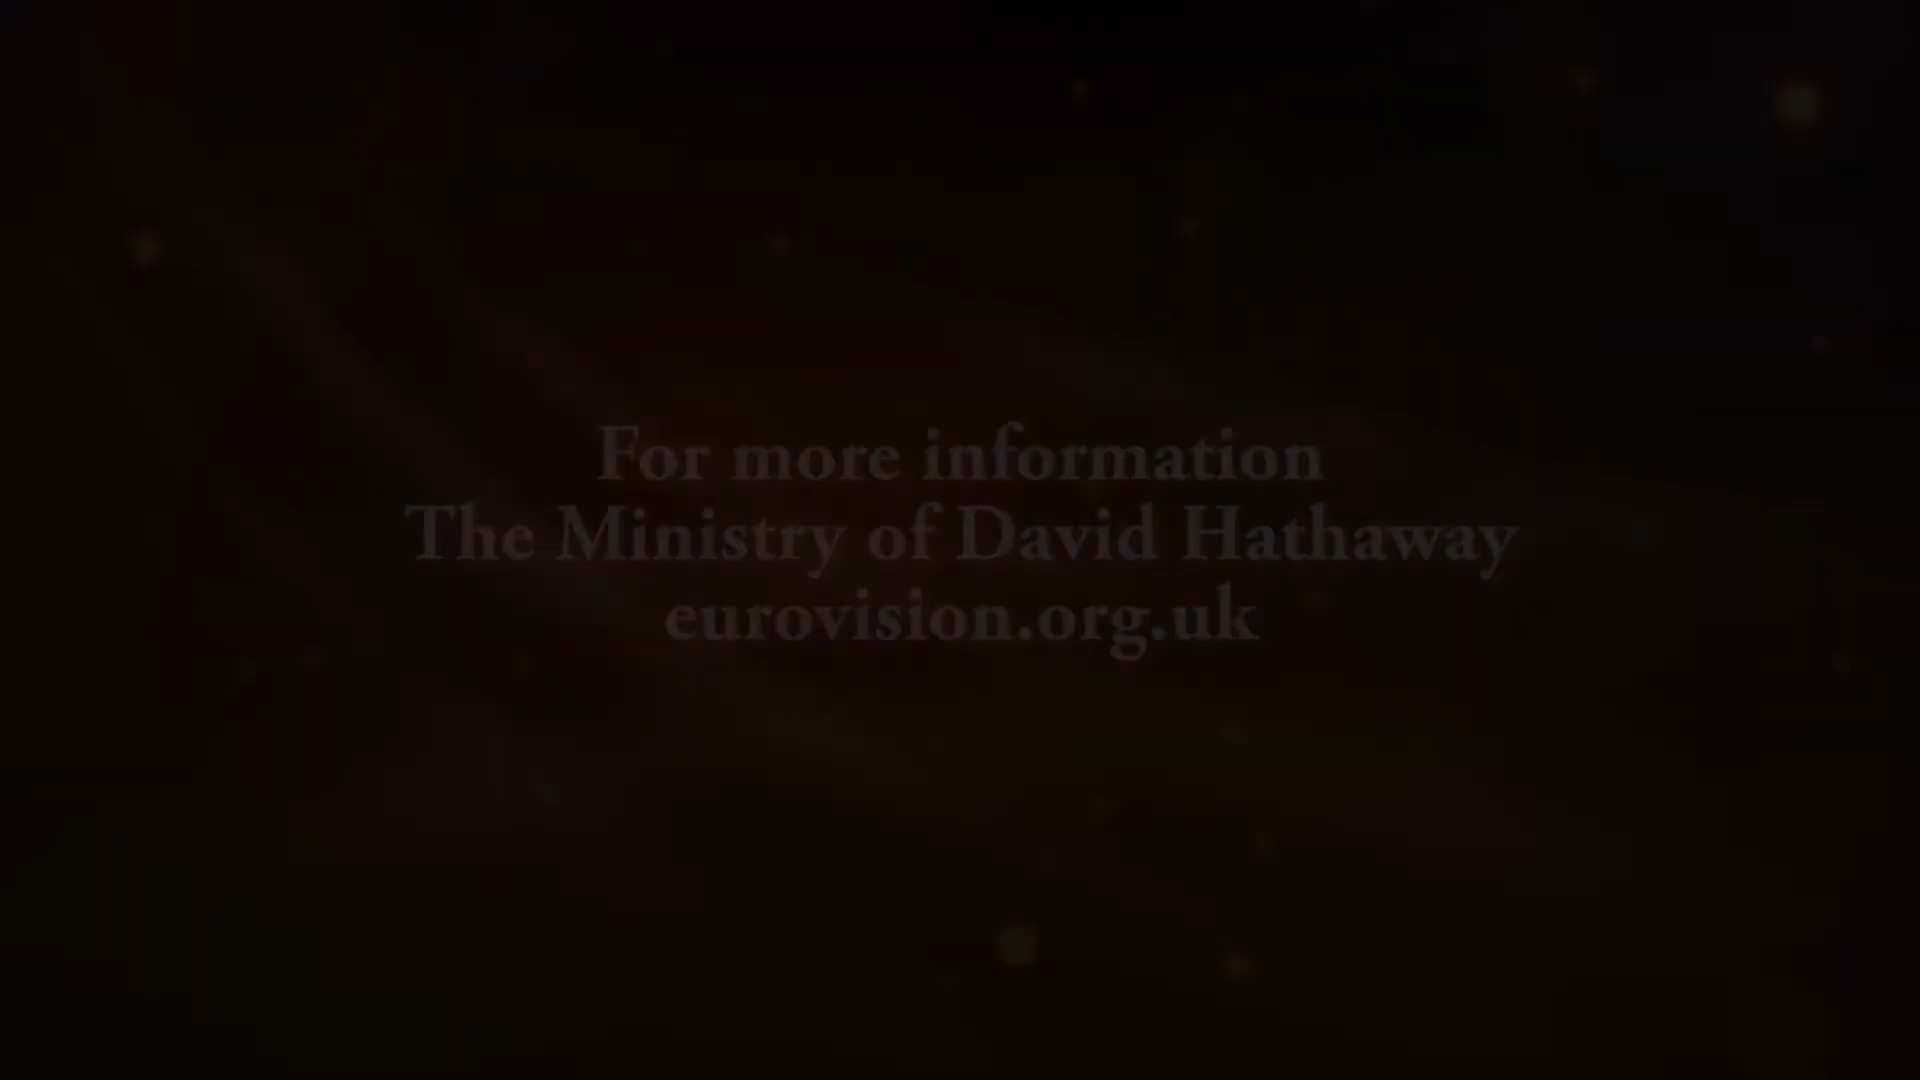 For more information
The Ministry of David Hathaway
eurovision.org.uk